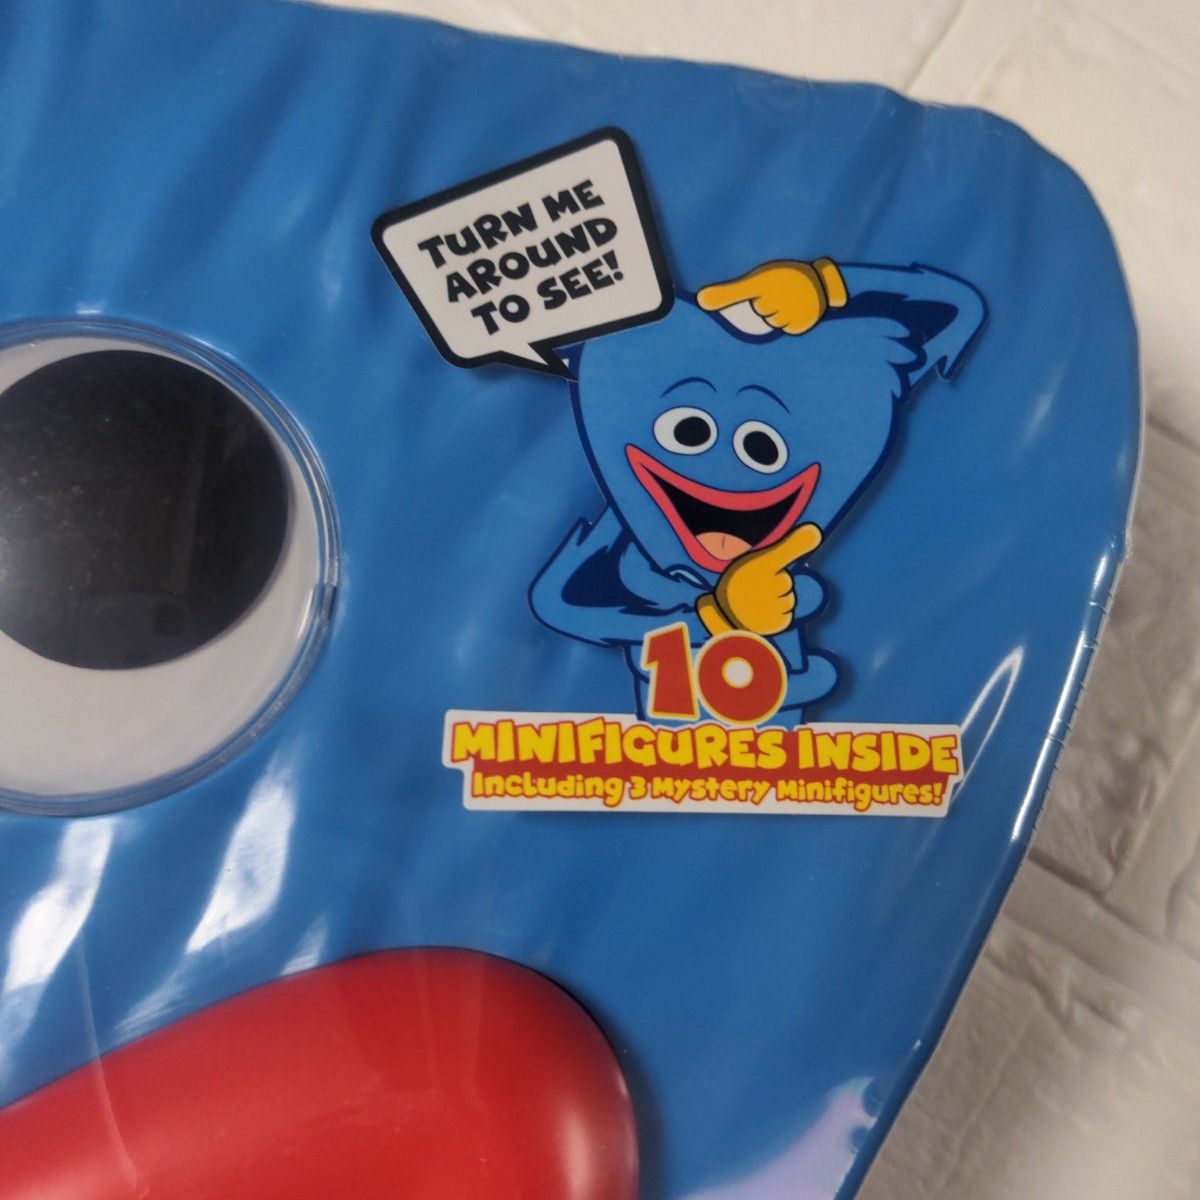 TURN ME
AROUND
TO SEE!
10
MINIFIGURES INSIDE
Including 3 Mystery Minifigures!